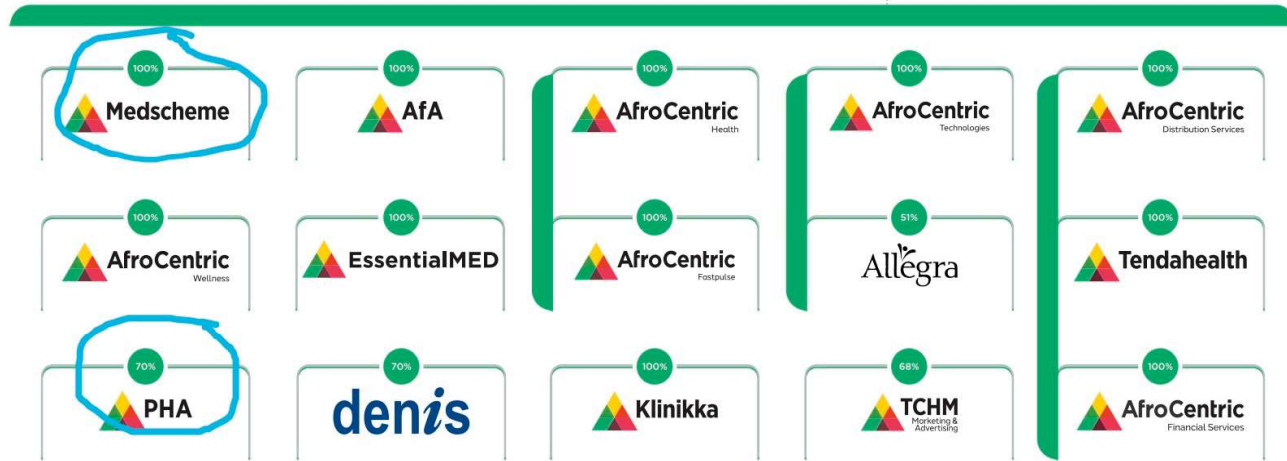 100%
Medscheme
100%
AfA
100%
AfroCentric
Health
100%
AfroCentric
Technologies
100%
AfroCentric
Distribution Services
100%
AfroCentric
Wellness
100%
EssentialMED
100%
AfroCentric
Fastpulse
51%
Allegra
100%
Tendahealth
70%
PHA
70%
denis
100%
Klinikka
68%
TCHM
Marketing &
Advertising
100%
AfroCentric
Financial Services